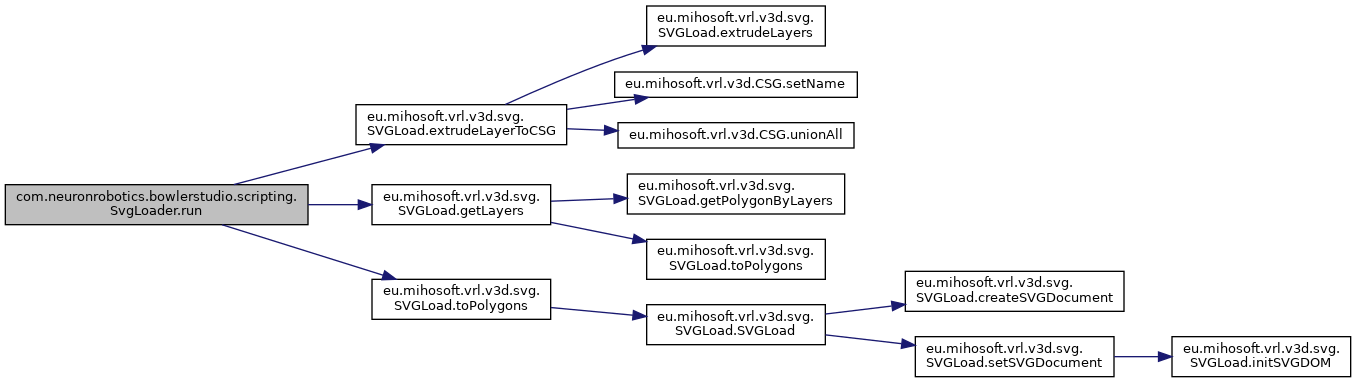 com.neuronrobotics.bowlerstudio.scripting.
SvgLoader.run
eu.mihosoft.vrl.v3d.svg.
SVGLoad.extrudeLayerToCSG
eu.mihosoft.vrl.v3d.svg.
SVGLoad.extrudeLayers
eu.mihosoft.vrl.v3d.CSG.setName
eu.mihosoft.vrl.v3d.CSG.unionAll
eu.mihosoft.vrl.v3d.svg.
SVGLoad.getLayers
eu.mihosoft.vrl.v3d.svg.
SVGLoad.getPolygonByLayers
eu.mihosoft.vrl.v3d.svg.
SVGLoad.toPolygons
eu.mihosoft.vrl.v3d.svg.
SVGLoad.toPolygons
eu.mihosoft.vrl.v3d.svg.
SVGLoad.SVGLoad
eu.mihosoft.vrl.v3d.svg.
SVGLoad.createSVGDocument
eu.mihosoft.vrl.v3d.svg.
SVGLoad.setSVGDocument
eu.mihosoft.vrl.v3d.svg.
SVGLoad.initSVGDOM